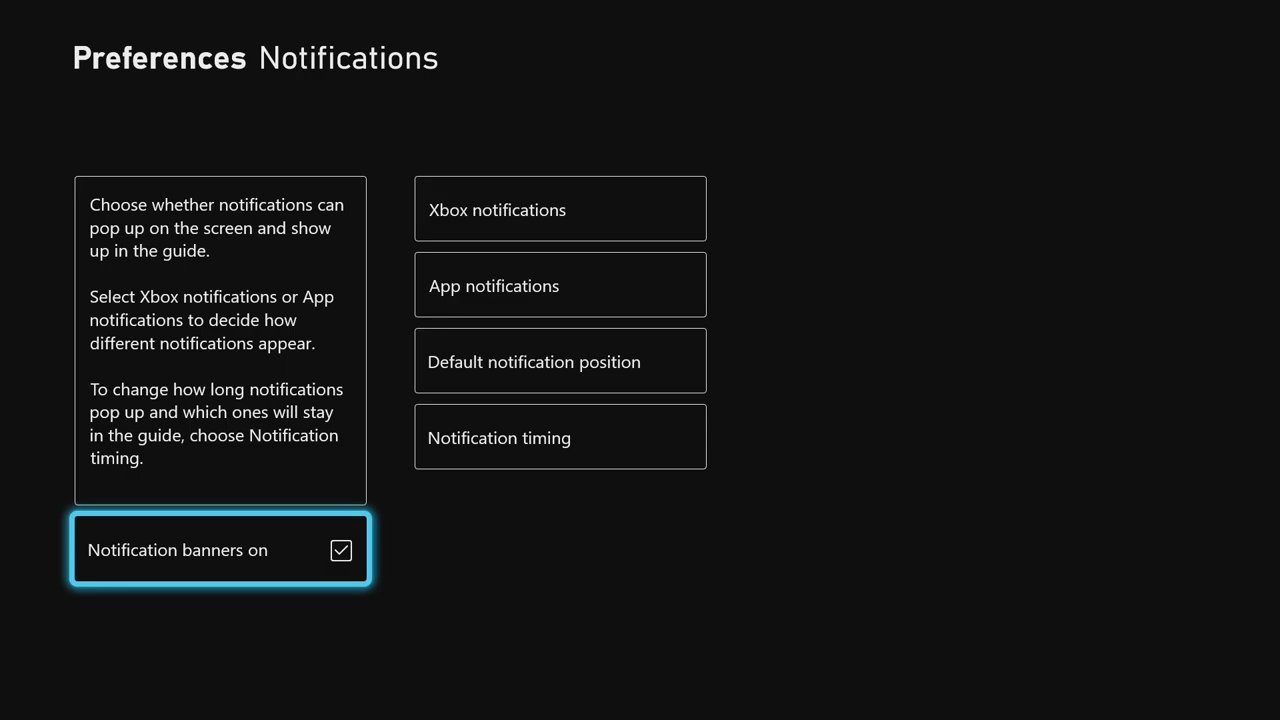 Preferences Notifications
Choose whether notifications can
pop up on the screen and show
up in the guide.
Select Xbox notifications or App
notifications to decide how
different notifications appear.
To change how long notifications
pop up and which ones will stay
in the guide, choose Notification
timing.
Notification banners on
Xbox notifications
App notifications
Default notification position
Notification timing